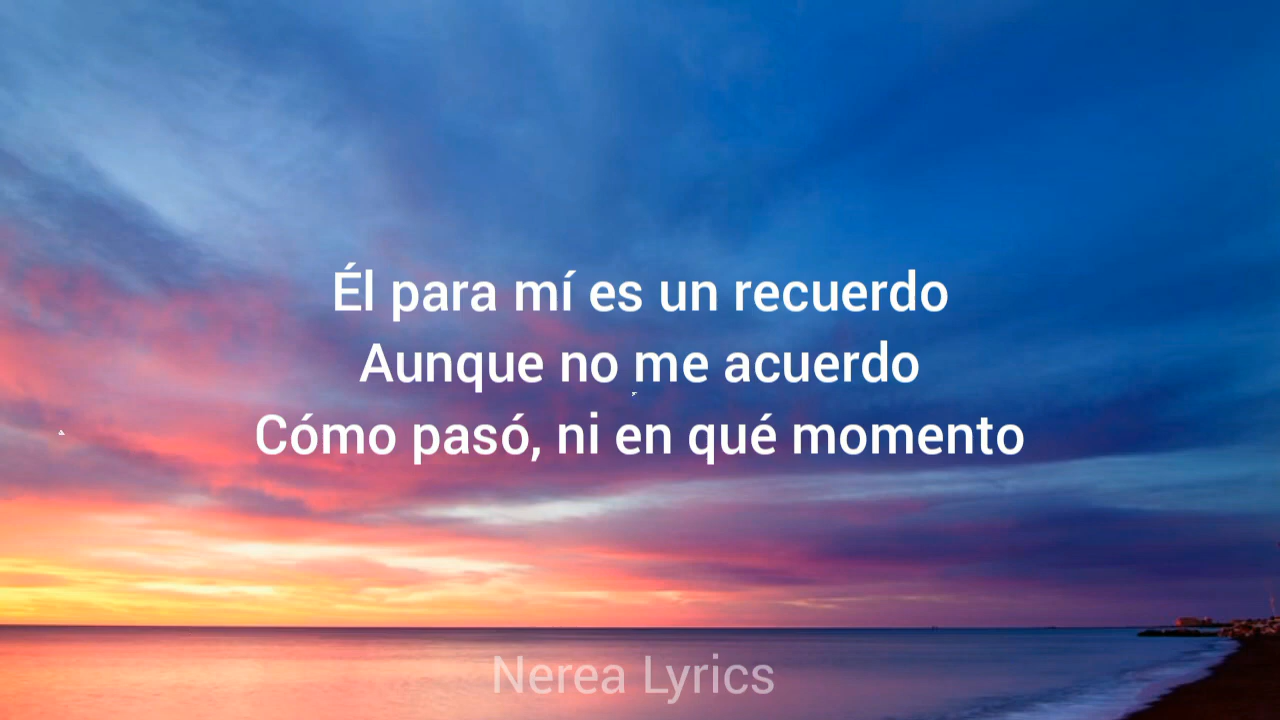 Él para mí es un recuerdo
Aunque no me acuerdo
Cómo pasó, ni en qué momento
Nerea Lyrics